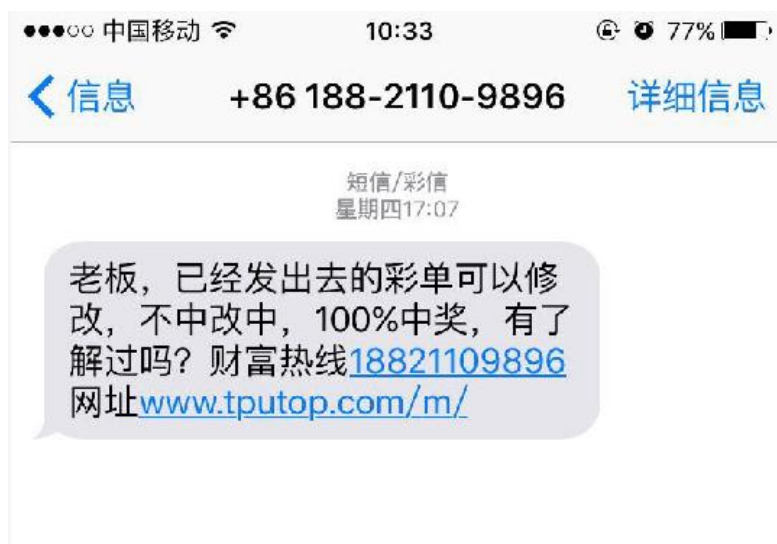 中国移动 10:33 77%
信息 +86 188-2110-9896 详细信息
短信/彩信
星期四17:07
老板，已经发出去的彩单可以修
改，不中改中，100%中奖，有了
解过吗？财富热线18821109896
网址www.tputop.com/m/